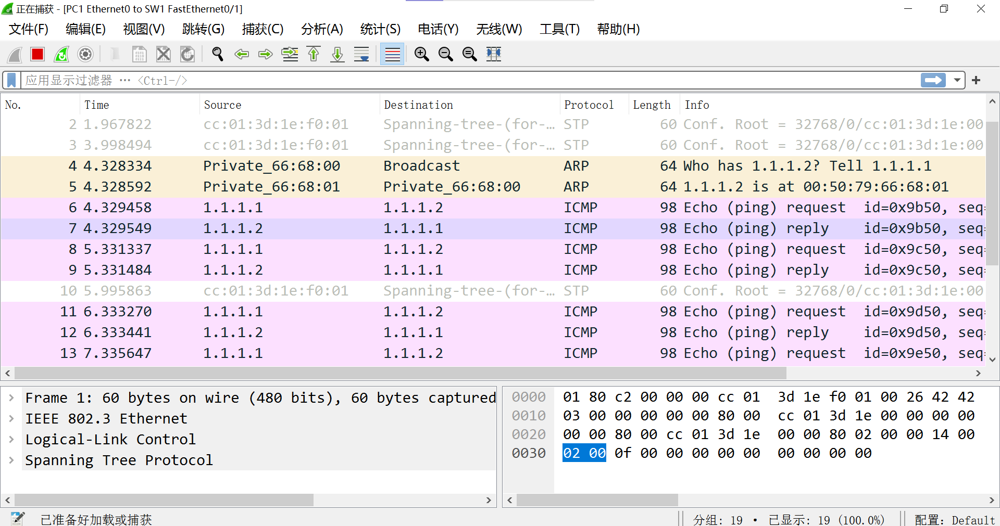 正在捕获 - [PC1 Ethernet0 to SW1 FastEthernet0/1]
文件(F) 编辑(E) 视图(V) 跳转(G) 捕获(C) 分析(A) 统计(S) 电话(Y) 无线(W) 工具(T) 帮助(H)
应用显示过滤器 … <Ctrl-/>
No. Time Source Destination Protocol Length Info
2 1.967822 cc:01:3d:1e:f0:01 Spanning-tree-(for-… STP 60 Conf. Root = 32768/0/cc:01:3d:1e:00
3 3.998494 cc:01:3d:1e:f0:01 Spanning-tree-(for-… STP 60 Conf. Root = 32768/0/cc:01:3d:1e:00
4 4.328334 Private_66:68:00 Broadcast ARP 64 Who has 1.1.1.2? Tell 1.1.1.1
5 4.328592 Private_66:68:01 Private_66:68:00 ARP 64 1.1.1.2 is at 00:50:79:66:68:01
6 4.329458 1.1.1.1 1.1.1.2 ICMP 98 Echo (ping) request id=0x9b50, seq=
7 4.329549 1.1.1.2 1.1.1.1 ICMP 98 Echo (ping) reply id=0x9b50, seq=
8 5.331337 1.1.1.1 1.1.1.2 ICMP 98 Echo (ping) request id=0x9c50, seq=
9 5.331484 1.1.1.2 1.1.1.1 ICMP 98 Echo (ping) reply id=0x9c50, seq=
10 5.995863 cc:01:3d:1e:f0:01 Spanning-tree-(for-… STP 60 Conf. Root = 32768/0/cc:01:3d:1e:00
11 6.333270 1.1.1.1 1.1.1.2 ICMP 98 Echo (ping) request id=0x9d50, seq=
12 6.333441 1.1.1.2 1.1.1.1 ICMP 98 Echo (ping) reply id=0x9d50, seq=
13 7.335647 1.1.1.1 1.1.1.2 ICMP 98 Echo (ping) request id=0x9e50, seq=
Frame 1: 60 bytes on wire (480 bits), 60 bytes captured
IEEE 802.3 Ethernet
Logical-Link Control
Spanning Tree Protocol
0000 01 80 c2 00 00 00 cc 01 3d 1e f0 01 00 26 42 42
0010 03 00 00 00 00 00 80 00 cc 01 3d 1e 00 00 00 00
0020 00 00 80 00 cc 01 3d 1e 00 00 80 02 00 00 14 00
0030 02 00 0f 00 00 00 00 00 00 00 00 00
已准备好加载或捕获
分组: 19 · 已显示: 19 (100.0%)
配置: Default